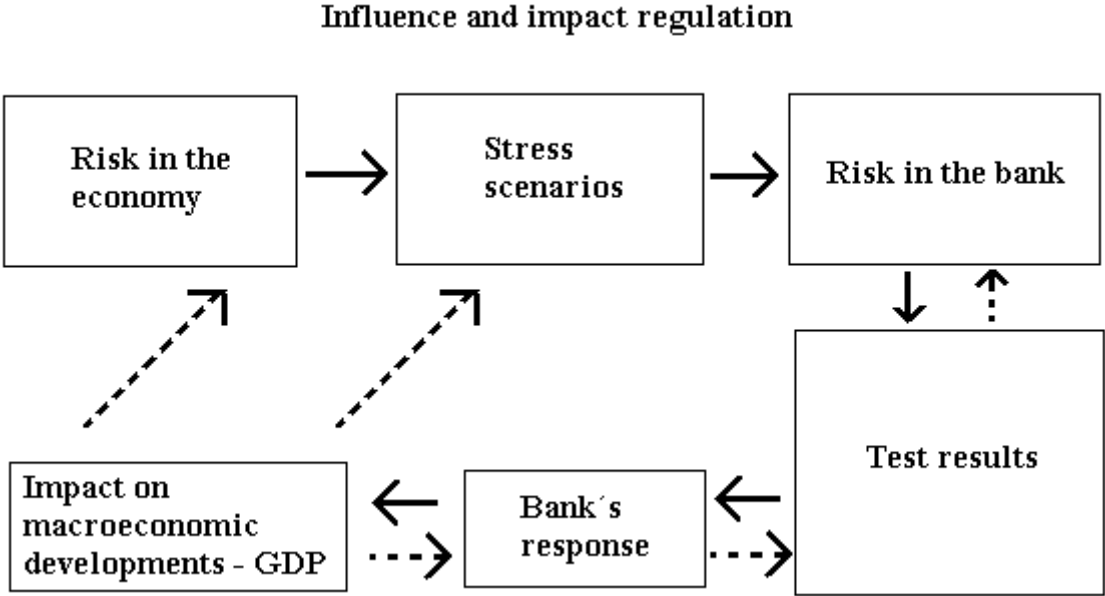 Influence and impact regulation
Risk in the
economy
Stress
scenarios
Risk in the bank
Test results
Impact on
macroeconomic
developments - GDP
Bank´s
response